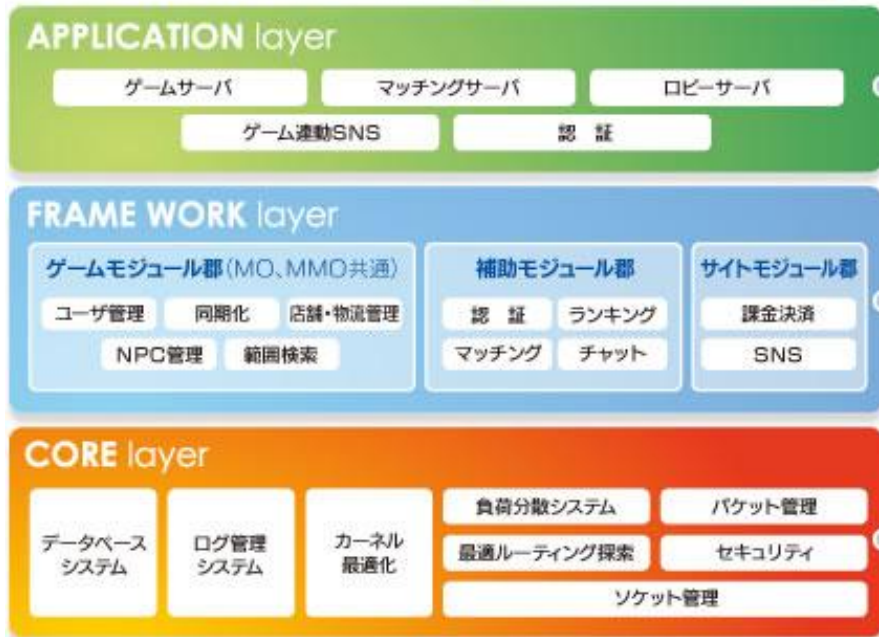 APPLICATION layer
ゲームサーバ
マッチングサーバ
ロビーサーバ
ゲーム連動SNS
認 証
FRAME WORK layer
ゲームモジュール郡(MO、MMO共通)
ユーザ管理
同期化
店舗・物流管理
NPC管理
範囲検索
補助モジュール郡
認 証
ランキング
マッチング
チャット
サイトモジュール郡
課金決済
SNS
CORE layer
データベース
システム
ログ管理
システム
カーネル
最適化
負荷分散システム
パケット管理
最適ルーティング探索
セキュリティ
ソケット管理